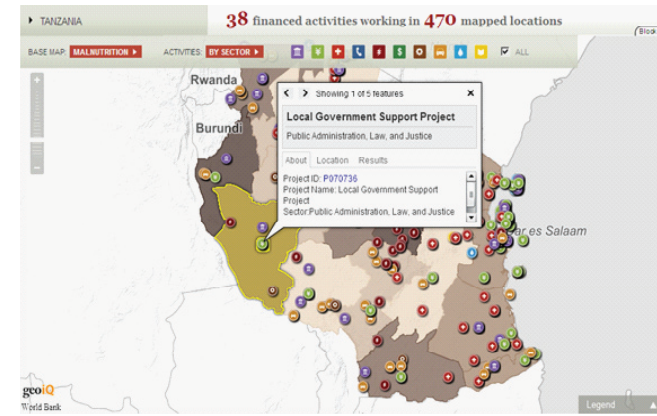 TANZANIA
38 financed activities working in 470 mapped locations
BASE MAP: MALNUTRITION
ACTIVITIES: BY SECTOR
ALL
Rwanda
Burundi
Showing 1 of 5 features
Local Government Support Project
Public Administration, Law, and Justice
About Location Results
Project ID: P070736
Project Name: Local Government Support
Project
Sector:Public Administration, Law, and Justice
ar es Salaam
geoiQ
World Bank
Legend